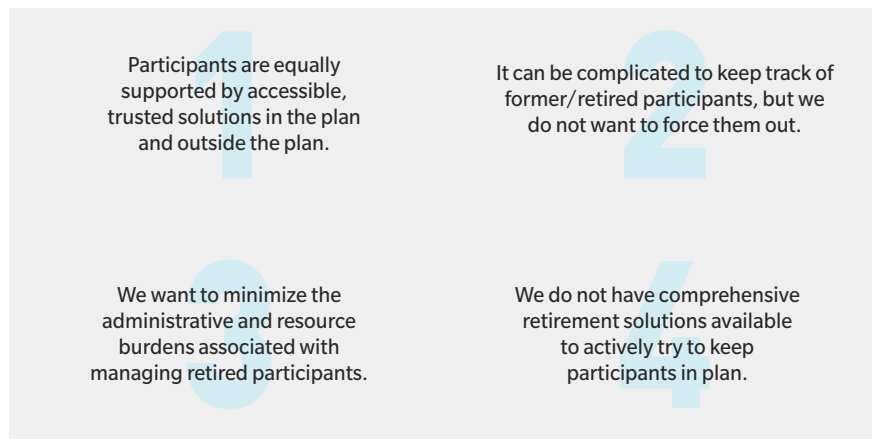 1
Participants are equally
supported by accessible,
trusted solutions in the plan
and outside the plan.
2
It can be complicated to keep track of
former/retired participants, but we
do not want to force them out.
3
We want to minimize the
administrative and resource
burdens associated with
managing retired participants.
4
We do not have comprehensive
retirement solutions available
to actively try to keep
participants in plan.